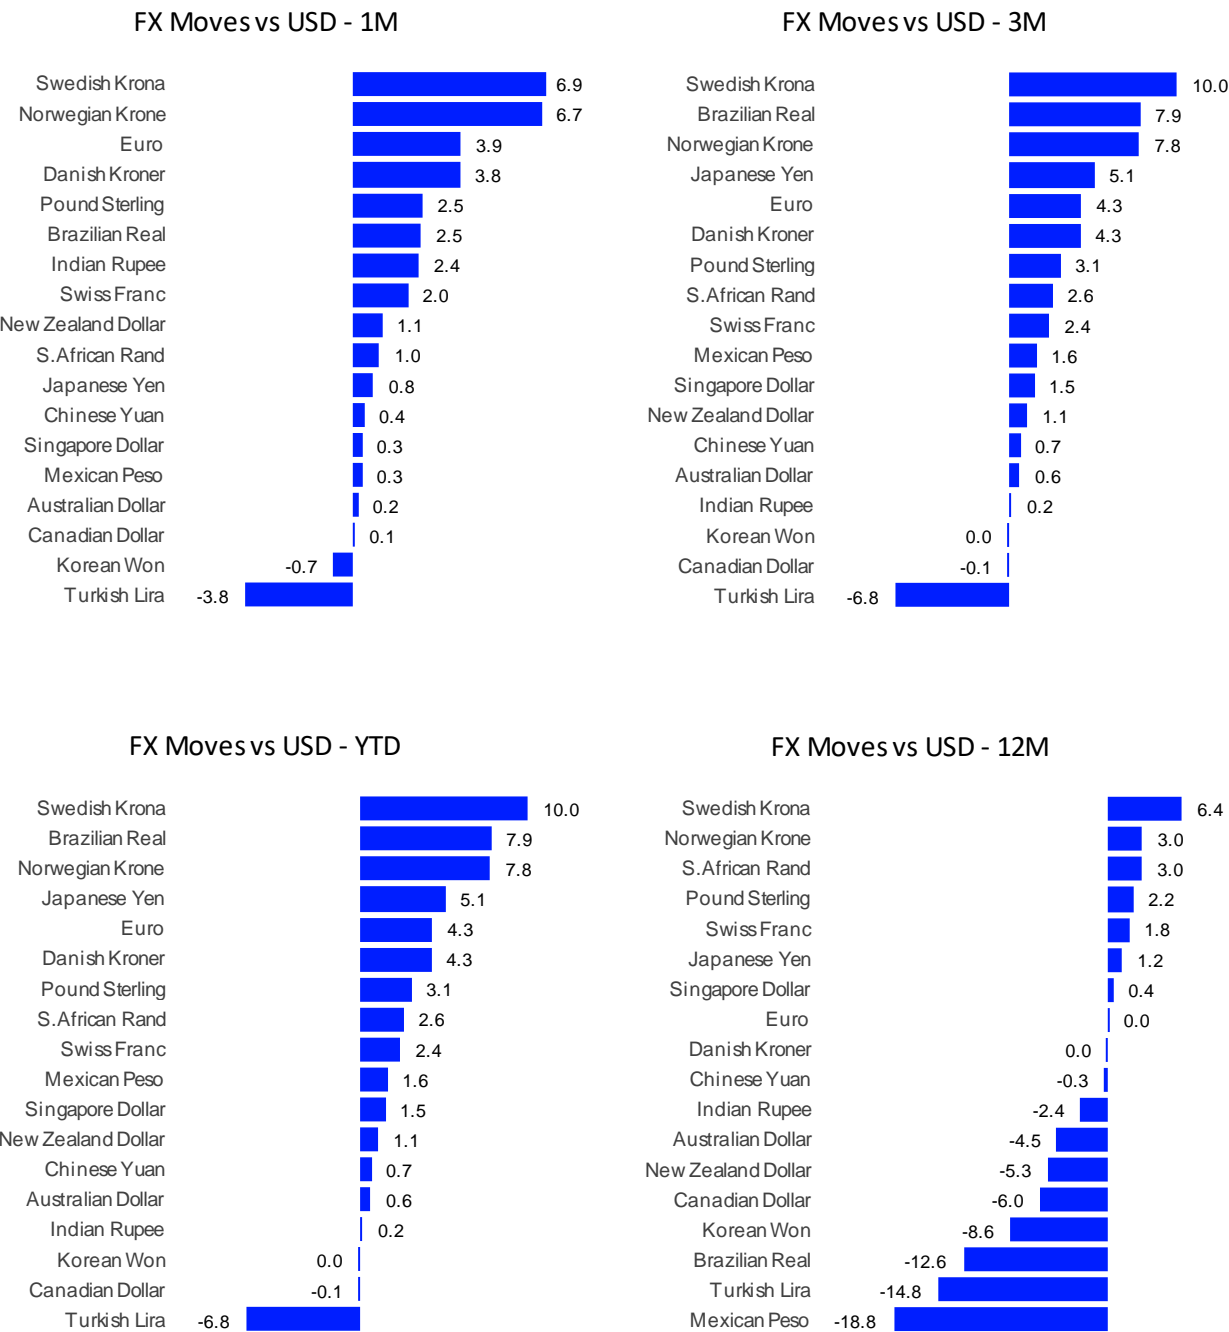 FX Moves vs USD - 1M
Swedish Krona 6.9
Norwegian Krone 6.7
Euro 3.9
Danish Kroner 3.8
Pound Sterling 2.5
Brazilian Real 2.5
Indian Rupee 2.4
Swiss Franc 2.0
New Zealand Dollar 1.1
S.African Rand 1.0
Japanese Yen 0.8
Chinese Yuan 0.4
Singapore Dollar 0.3
Mexican Peso 0.3
Australian Dollar 0.2
Canadian Dollar 0.1
Korean Won -0.7
Turkish Lira -3.8
FX Moves vs USD - 3M
Swedish Krona 10.0
Brazilian Real 7.9
Norwegian Krone 7.8
Japanese Yen 5.1
Euro 4.3
Danish Kroner 4.3
Pound Sterling 3.1
S.African Rand 2.6
Swiss Franc 2.4
Mexican Peso 1.6
Singapore Dollar 1.5
New Zealand Dollar 1.1
Chinese Yuan 0.7
Australian Dollar 0.6
Indian Rupee 0.2
Korean Won 0.0
Canadian Dollar -0.1
Turkish Lira -6.8
FX Moves vs USD - YTD
Swedish Krona 10.0
Brazilian Real 7.9
Norwegian Krone 7.8
Japanese Yen 5.1
Euro 4.3
Danish Kroner 4.3
Pound Sterling 3.1
S.African Rand 2.6
Swiss Franc 2.4
Mexican Peso 1.6
Singapore Dollar 1.5
New Zealand Dollar 1.1
Chinese Yuan 0.7
Australian Dollar 0.6
Indian Rupee 0.2
Korean Won 0.0
Canadian Dollar -0.1
Turkish Lira -6.8
FX Moves vs USD - 12M
Swedish Krona 6.4
Norwegian Krone 3.0
S.African Rand 3.0
Pound Sterling 2.2
Swiss Franc 1.8
Japanese Yen 1.2
Singapore Dollar 0.4
Euro 0.0
Danish Kroner 0.0
Chinese Yuan -0.3
Indian Rupee -2.4
Australian Dollar -4.5
New Zealand Dollar -5.3
Canadian Dollar -6.0
Korean Won -8.6
Brazilian Real -12.6
Turkish Lira -14.8
Mexican Peso -18.8